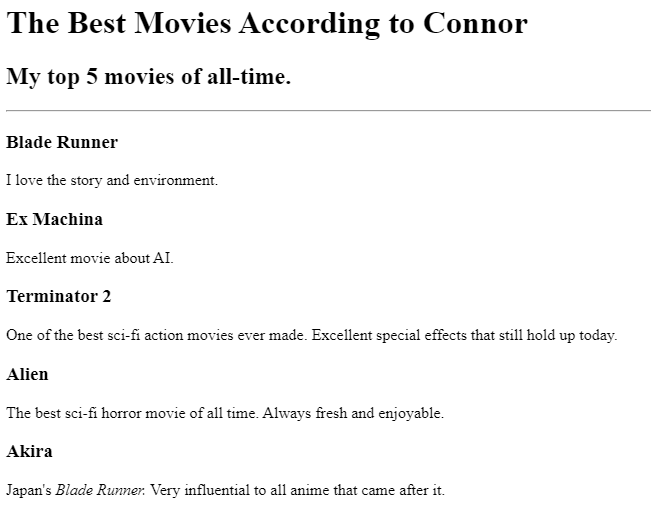 The Best Movies According to Connor
My top 5 movies of all-time.
Blade Runner
I love the story and environment.
Ex Machina
Excellent movie about AI.
Terminator 2
One of the best sci-fi action movies ever made. Excellent special effects that still hold up today.
Alien
The best sci-fi horror movie of all time. Always fresh and enjoyable.
Akira
Japan's Blade Runner. Very influential to all anime that came after it.